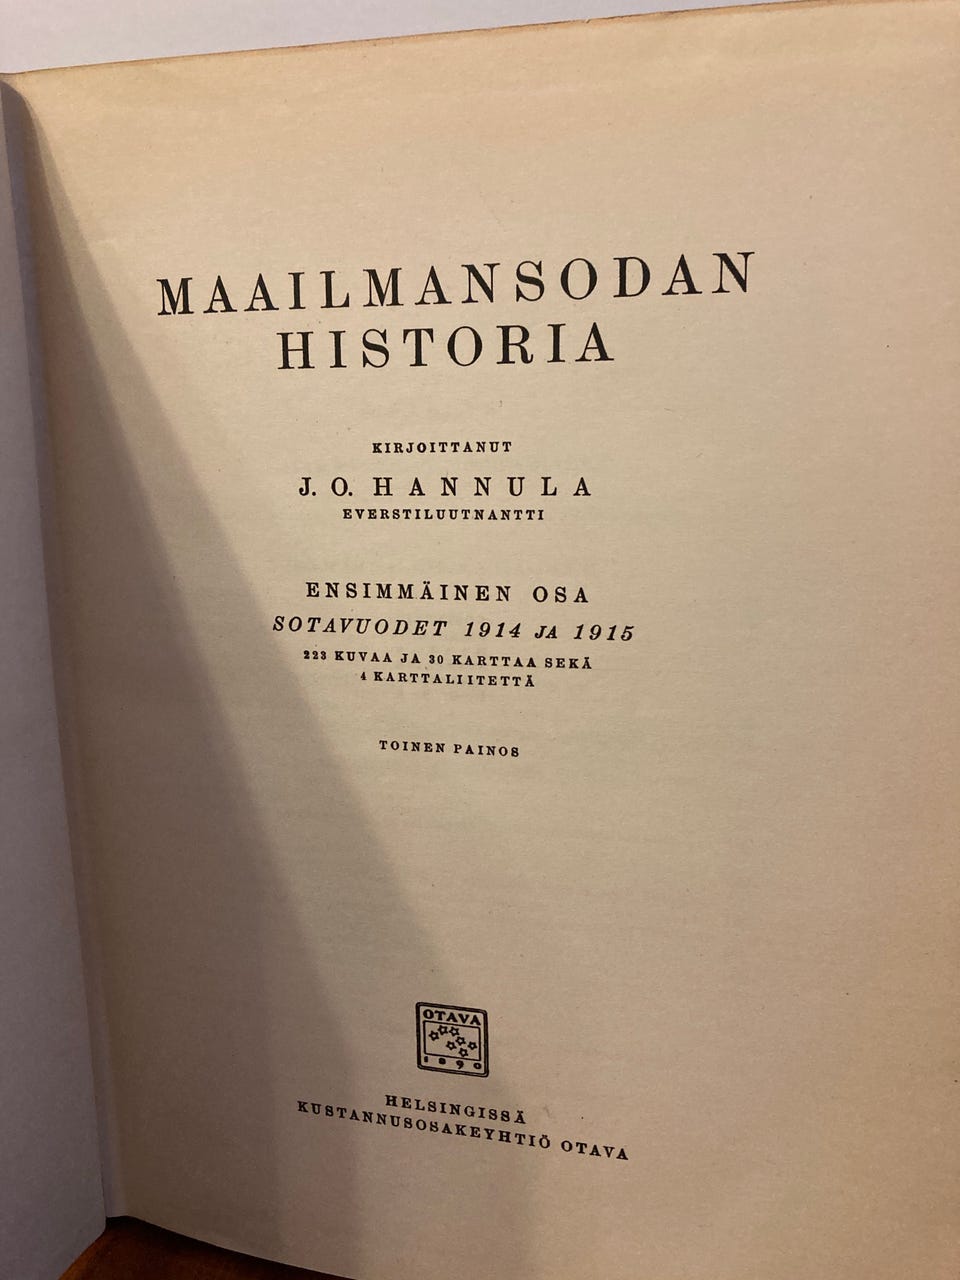 MAAILMANSODAN
HISTORIA
KIRJOITTANUT
J. O. HANNULA
EVERSTILUUTNANTTI
ENSIMMÄINEN OSA
SOTAVUODET 1914 JA 1915
223 KUVAA JA 30 KARTTAA SEKÄ
4 KARTTALIITETTÄ
TOINEN PAINOS
OTAVA
1890
HELSINGISSÄ
KUSTANNUSOSAKEYHTIÖ OTAVA